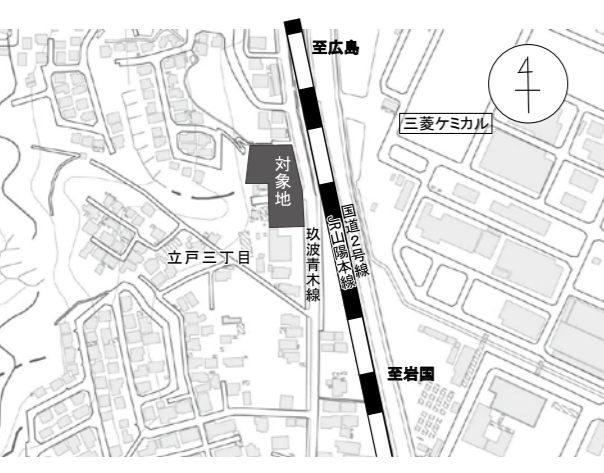 至広島
三菱ケミカル
対象地
国道2号線
JR山陽本線
玖波青木線
立戸三丁目
至岩国